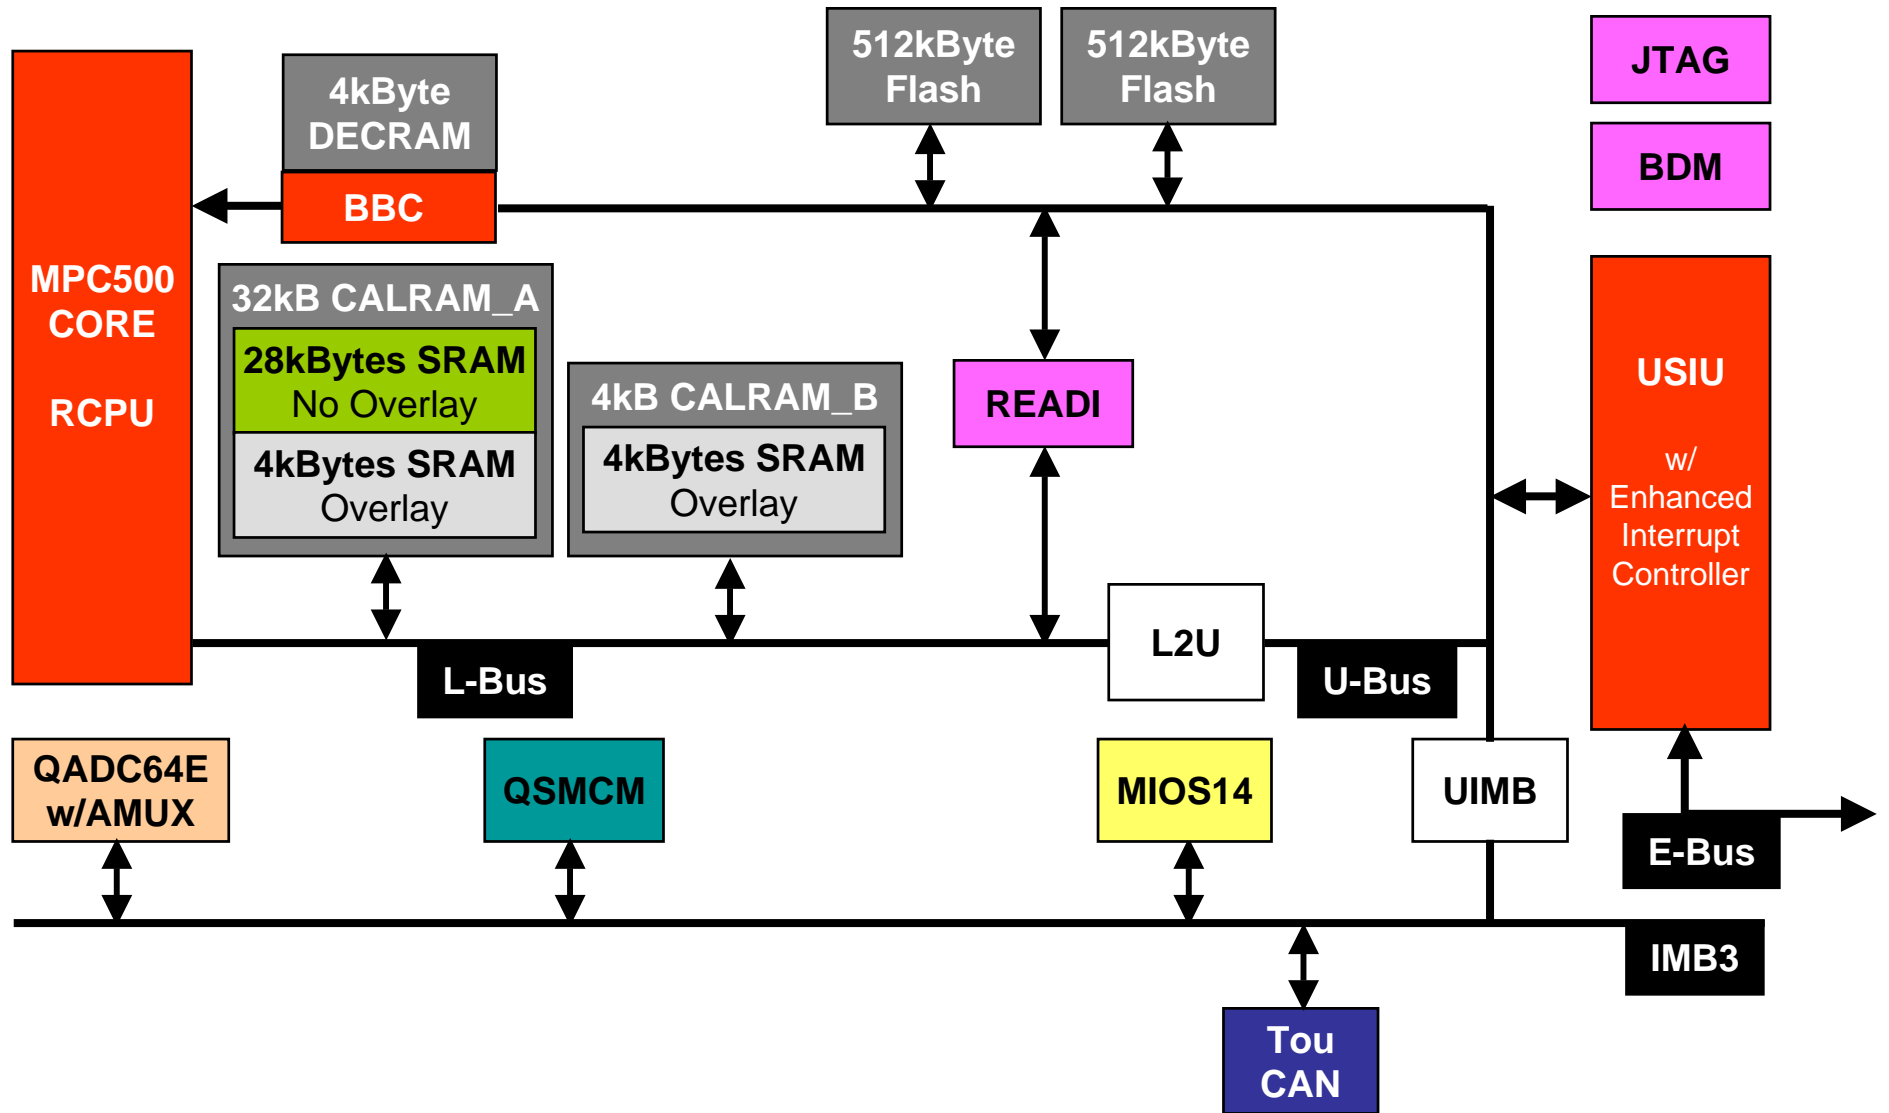 512kByte
Flash
512kByte
Flash
JTAG
4kByte
DECRAM
BDM
BBC
MPC500
CORE
RCPU
32kB CALRAM_A
28kBytes SRAM
No Overlay
4kBytes SRAM
Overlay
4kB CALRAM_B
4kBytes SRAM
Overlay
READI
USIU
w/
Enhanced
Interrupt
Controller
L2U
L-Bus
U-Bus
QADC64E
w/AMUX
QSMCM
MIOS14
UIMB
E-Bus
IMB3
Tou
CAN